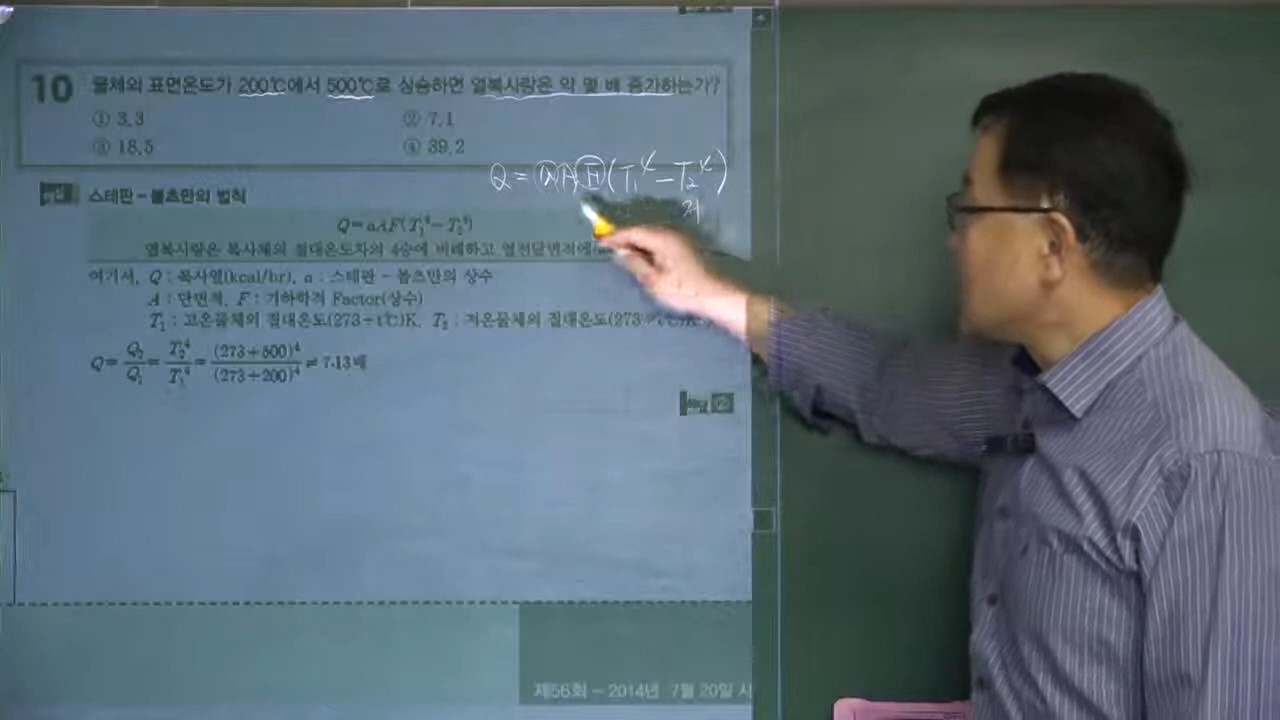 10 물체의 표면온도가 200℃에서 500℃로 상승하면 열복사량은 약 몇 배 증가하는가?
① 3.3 ② 7.1
③ 18.5 ④ 39.2
Q = aAF(T₁⁴ - T₂⁴)
저
스테판-볼츠만의 법칙
Q=aAF(T₁⁴-T₂⁴)
열복사량은 복사체의 절대온도차의 4승에 비례하고 열전달면적에
여기서, Q : 복사열(kcal/hr), a : 스테판-볼츠만의 상수
A : 단면적, F : 기하학적 Factor(상수)
T₁ : 고온물체의 절대온도(273+t℃)K, T₂ : 저온물체의 절대온도(273+t℃)K
Q= Q₂/Q₁ = T₂⁴/T₁⁴ = (273+500)⁴/(273+200)⁴ ≒ 7.13배
②
제56회 - 2014년 7월 20일 시